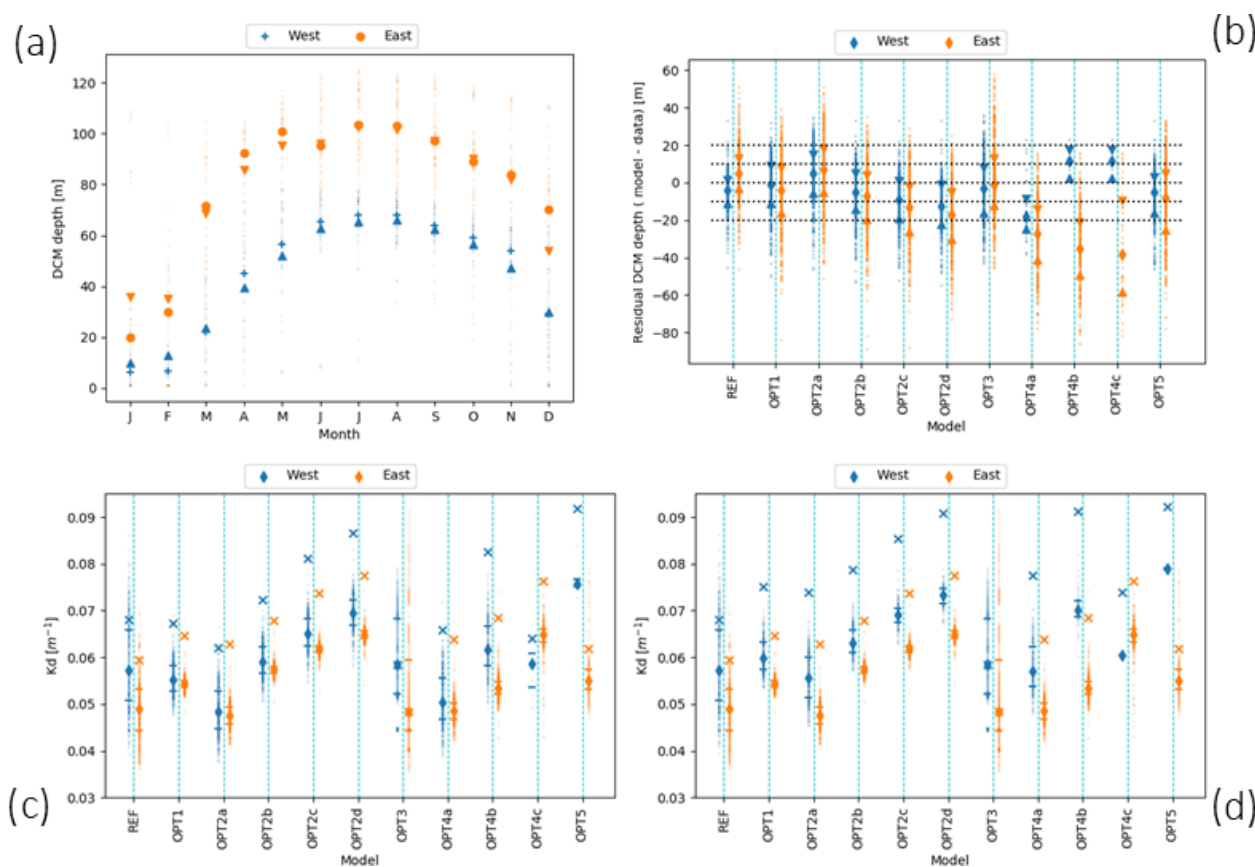 (a)
West East
DCM depth [m]
120
100
80
60
40
20
0
J F M A M J J A S O N D
Month
(b)
West East
Residual DCM depth ( model - data) [m]
60
40
20
0
−20
−40
−60
−80
REF OPT1 OPT2a OPT2b OPT2c OPT2d OPT3 OPT4a OPT4b OPT4c OPT5
Model
(c)
West East
Kd [m⁻¹]
0.09
0.08
0.07
0.06
0.05
0.04
0.03
REF OPT1 OPT2a OPT2b OPT2c OPT2d OPT3 OPT4a OPT4b OPT4c OPT5
Model
(d)
West East
Kd [m⁻¹]
0.09
0.08
0.07
0.06
0.05
0.04
0.03
REF OPT1 OPT2a OPT2b OPT2c OPT2d OPT3 OPT4a OPT4b OPT4c OPT5
Model